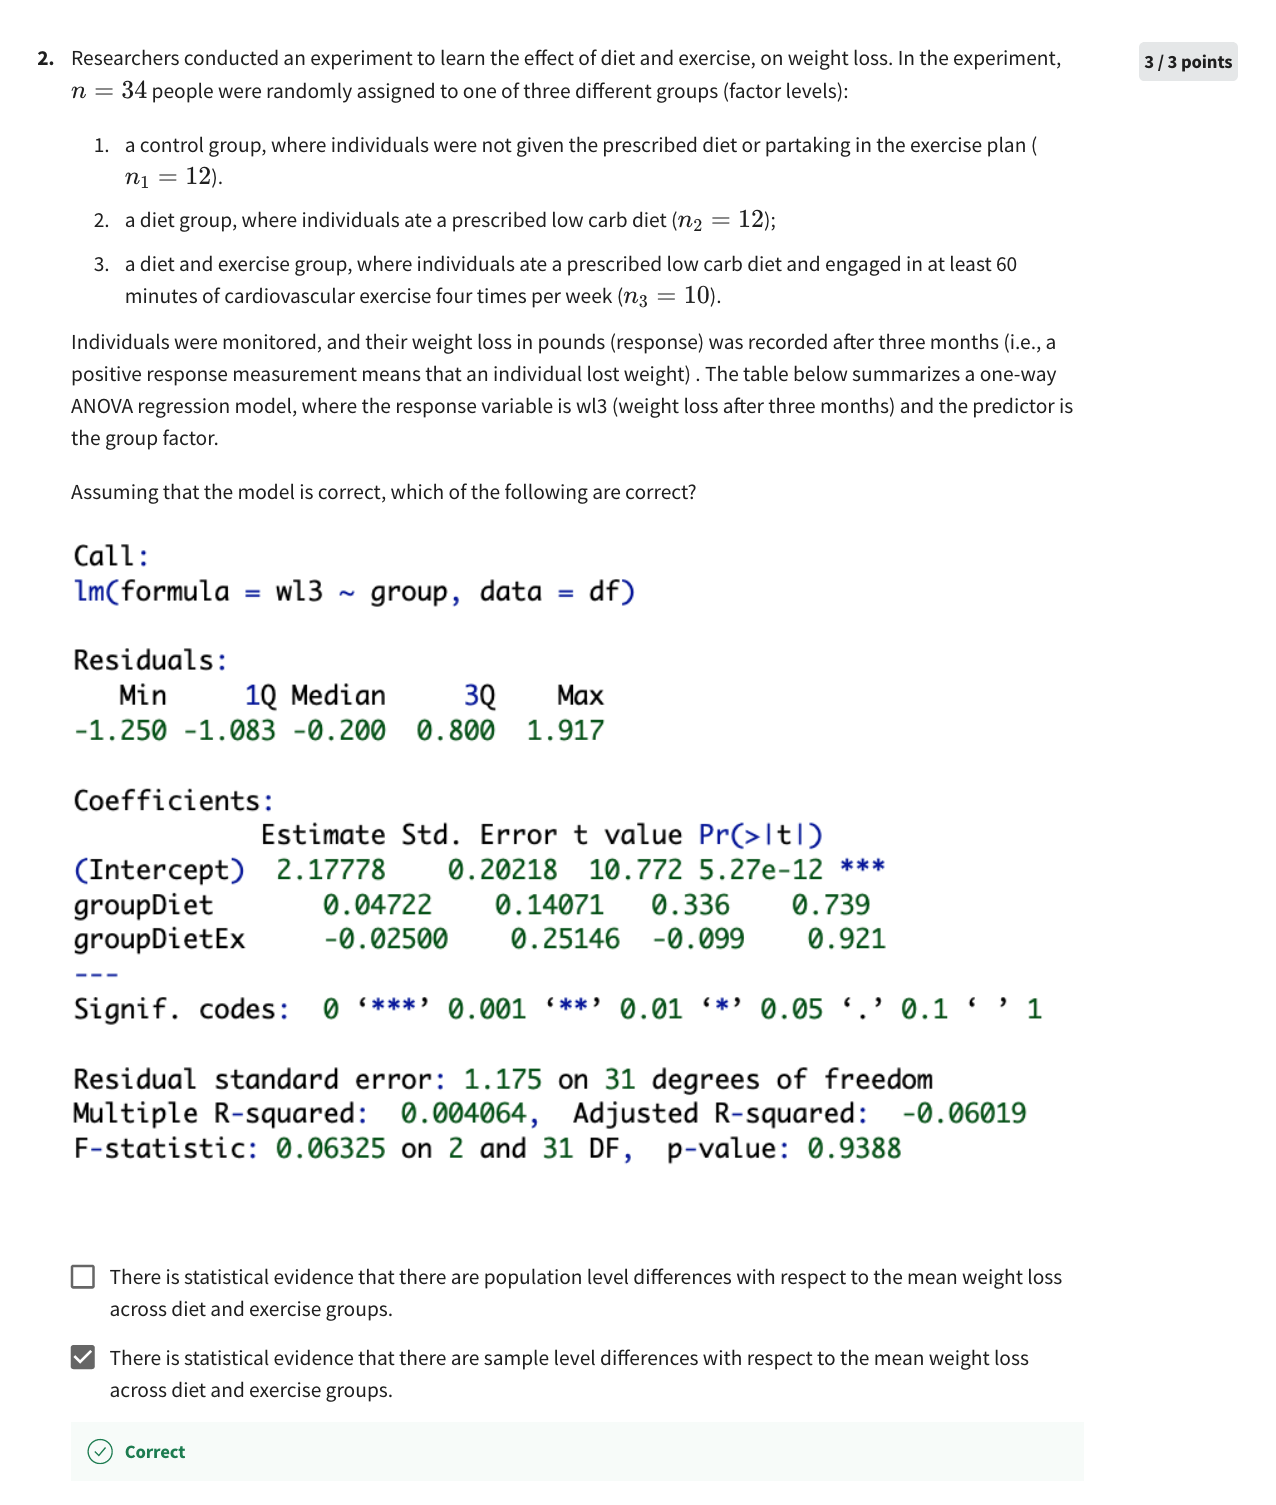 2. Researchers conducted an experiment to learn the effect of diet and exercise, on weight loss. In the experiment,
3 / 3 points
n = 34 people were randomly assigned to one of three different groups (factor levels):
1. a control group, where individuals were not given the prescribed diet or partaking in the exercise plan (
n₁ = 12).
2. a diet group, where individuals ate a prescribed low carb diet (n₂ = 12);
3. a diet and exercise group, where individuals ate a prescribed low carb diet and engaged in at least 60
minutes of cardiovascular exercise four times per week (n₃ = 10).
Individuals were monitored, and their weight loss in pounds (response) was recorded after three months (i.e., a
positive response measurement means that an individual lost weight) . The table below summarizes a one-way
ANOVA regression model, where the response variable is wl3 (weight loss after three months) and the predictor is
the group factor.
Assuming that the model is correct, which of the following are correct?
Call:
lm(formula = wl3 ~ group, data = df)
Residuals:
Min 1Q Median 3Q Max
-1.250 -1.083 -0.200 0.800 1.917
Coefficients:
Estimate Std. Error t value Pr(>|t|)
(Intercept) 2.17778 0.20218 10.772 5.27e-12 ***
groupDiet 0.04722 0.14071 0.336 0.739
groupDietEx -0.02500 0.25146 -0.099 0.921
---
Signif. codes: 0 ‘***’ 0.001 ‘**’ 0.01 ‘*’ 0.05 ‘.’ 0.1 ‘ ’ 1
Residual standard error: 1.175 on 31 degrees of freedom
Multiple R-squared: 0.004064, Adjusted R-squared: -0.06019
F-statistic: 0.06325 on 2 and 31 DF, p-value: 0.9388
There is statistical evidence that there are population level differences with respect to the mean weight loss
across diet and exercise groups.
There is statistical evidence that there are sample level differences with respect to the mean weight loss
across diet and exercise groups.
Correct